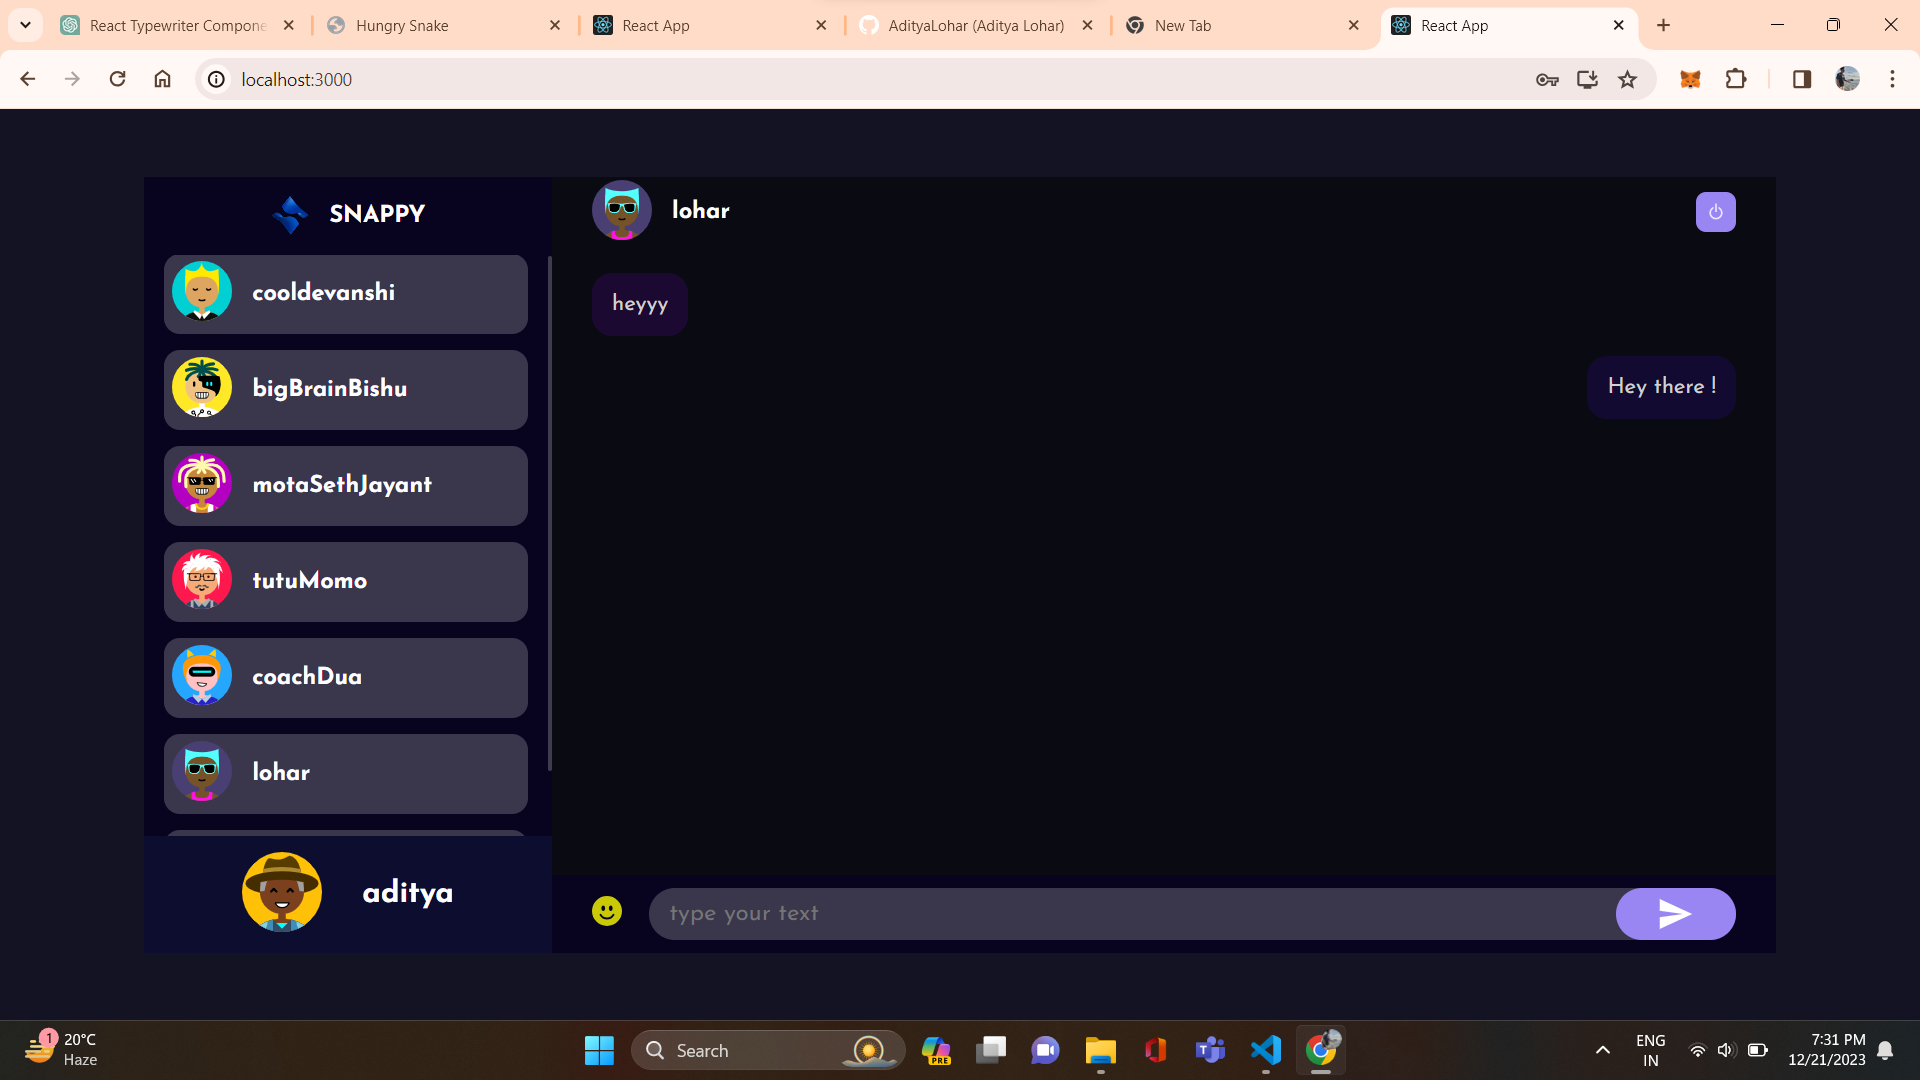 React Typewriter Compone
Hungry Snake
React App
AdityaLohar (Aditya Lohar)
New Tab
React App
localhost:3000
SNAPPY
lohar
cooldevanshi
heyyy
bigBrainBishu
Hey there !
motaSethJayant
tutuMomo
coachDua
lohar
aditya
type your text
1
20°C
Haze
Search
PRE
ENG
IN
7:31 PM
12/21/2023